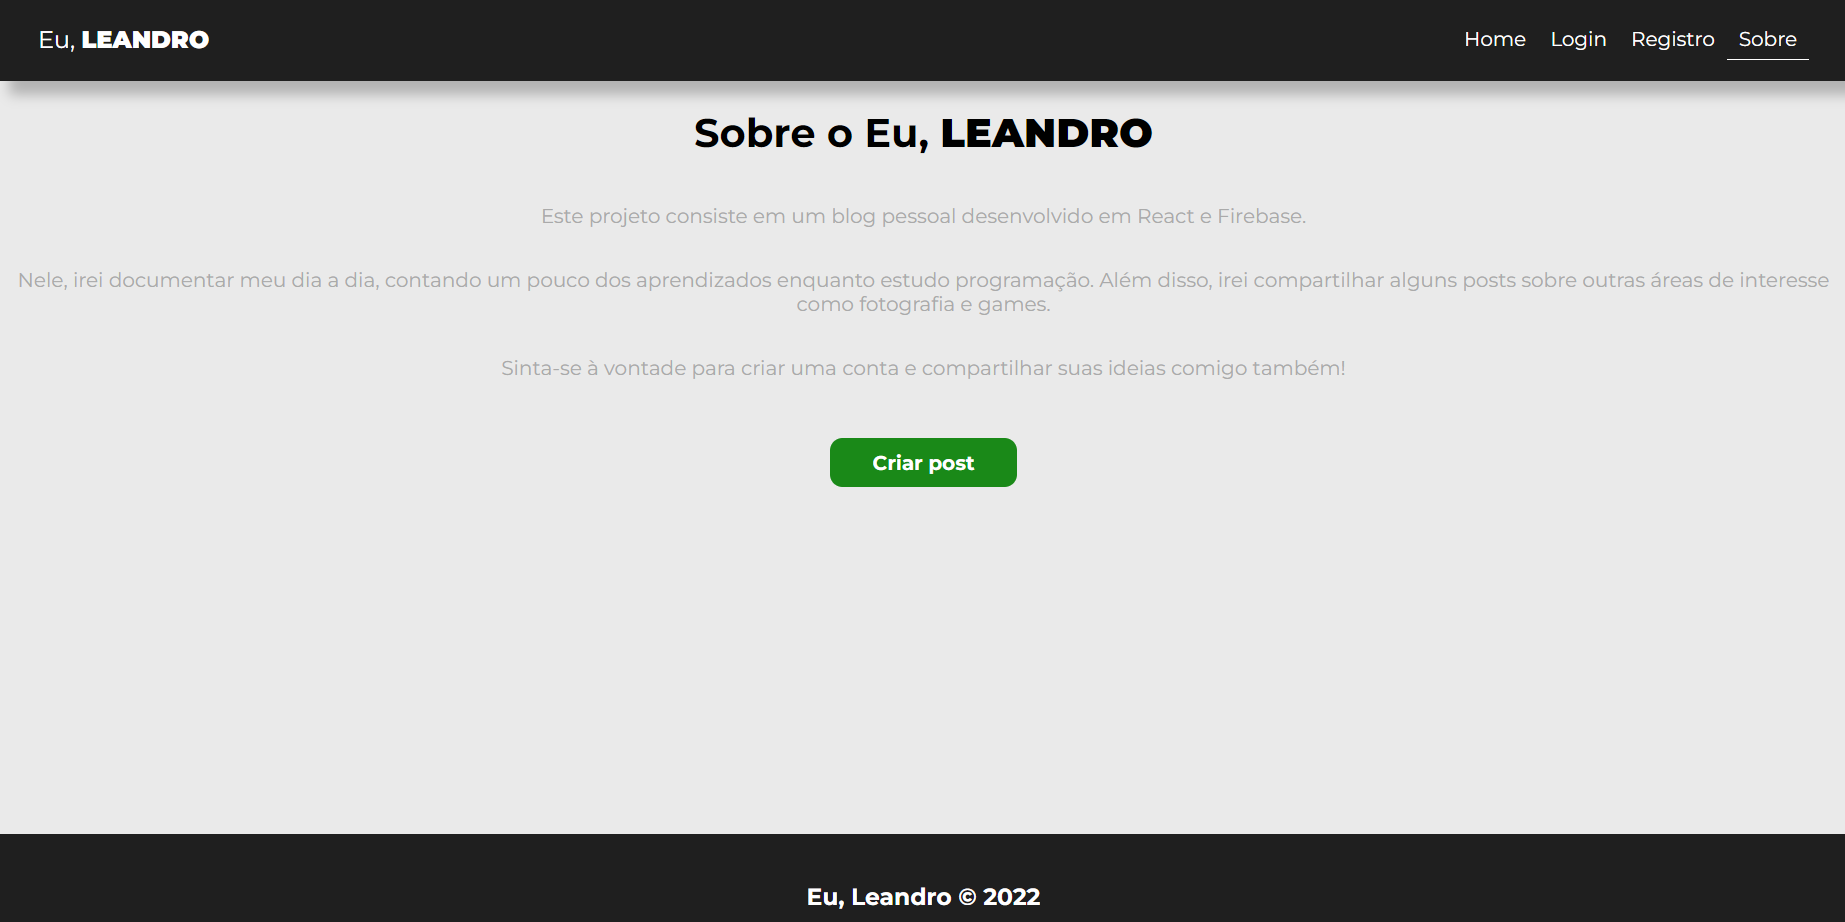 Eu, LEANDRO
Home Login Registro Sobre
Sobre o Eu, LEANDRO
Este projeto consiste em um blog pessoal desenvolvido em React e Firebase.
Nele, irei documentar meu dia a dia, contando um pouco dos aprendizados enquanto estudo programação. Além disso, irei compartilhar alguns posts sobre outras áreas de interesse
como fotografia e games.
Sinta-se à vontade para criar uma conta e compartilhar suas ideias comigo também!
Criar post
Eu, Leandro © 2022